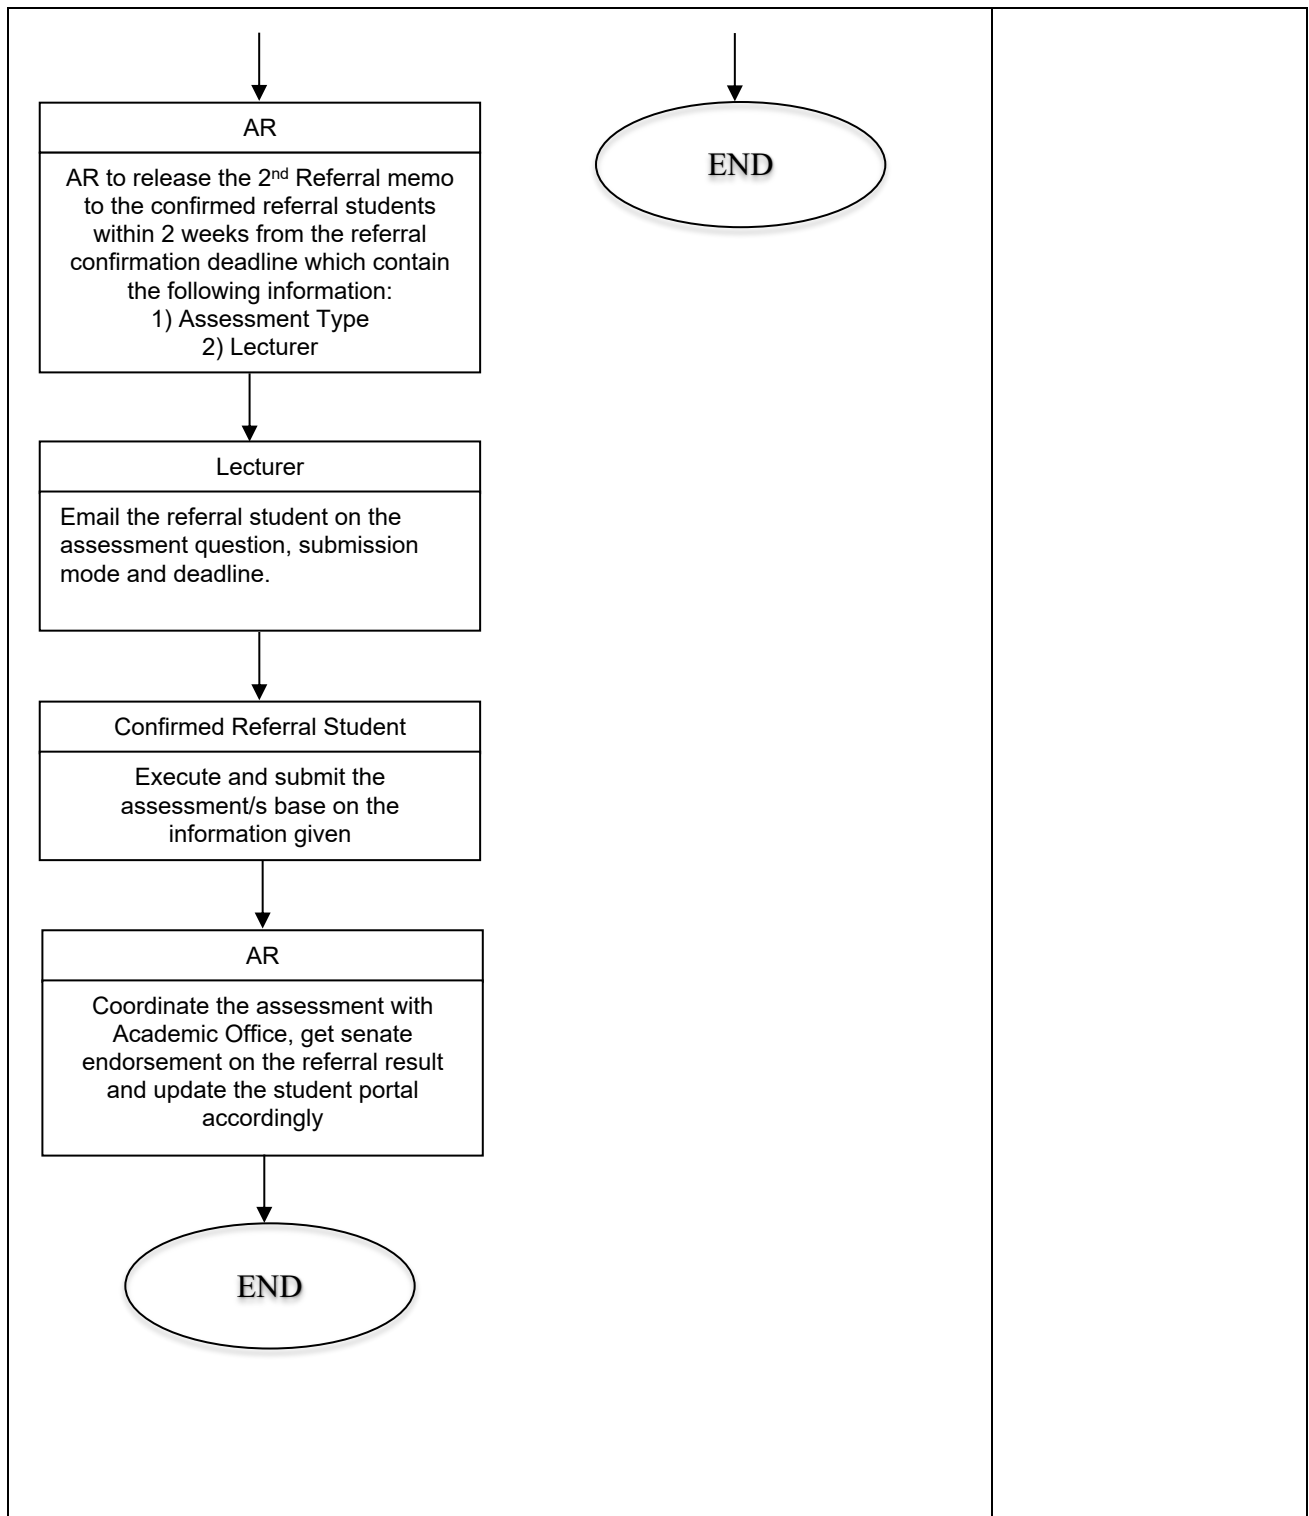 AR
AR to release the 2nd Referral memo
to the confirmed referral students
within 2 weeks from the referral
confirmation deadline which contain
the following information:
1) Assessment Type
2) Lecturer
END
Lecturer
Email the referral student on the
assessment question, submission
mode and deadline.
Confirmed Referral Student
Execute and submit the
assessment/s base on the
information given
AR
Coordinate the assessment with
Academic Office, get senate
endorsement on the referral result
and update the student portal
accordingly
END